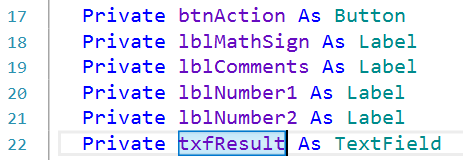 17 Private btnAction As Button
18 Private lblMathSign As Label
19 Private lblComments As Label
20 Private lblNumber1 As Label
21 Private lblNumber2 As Label
22 Private txfResult As TextField